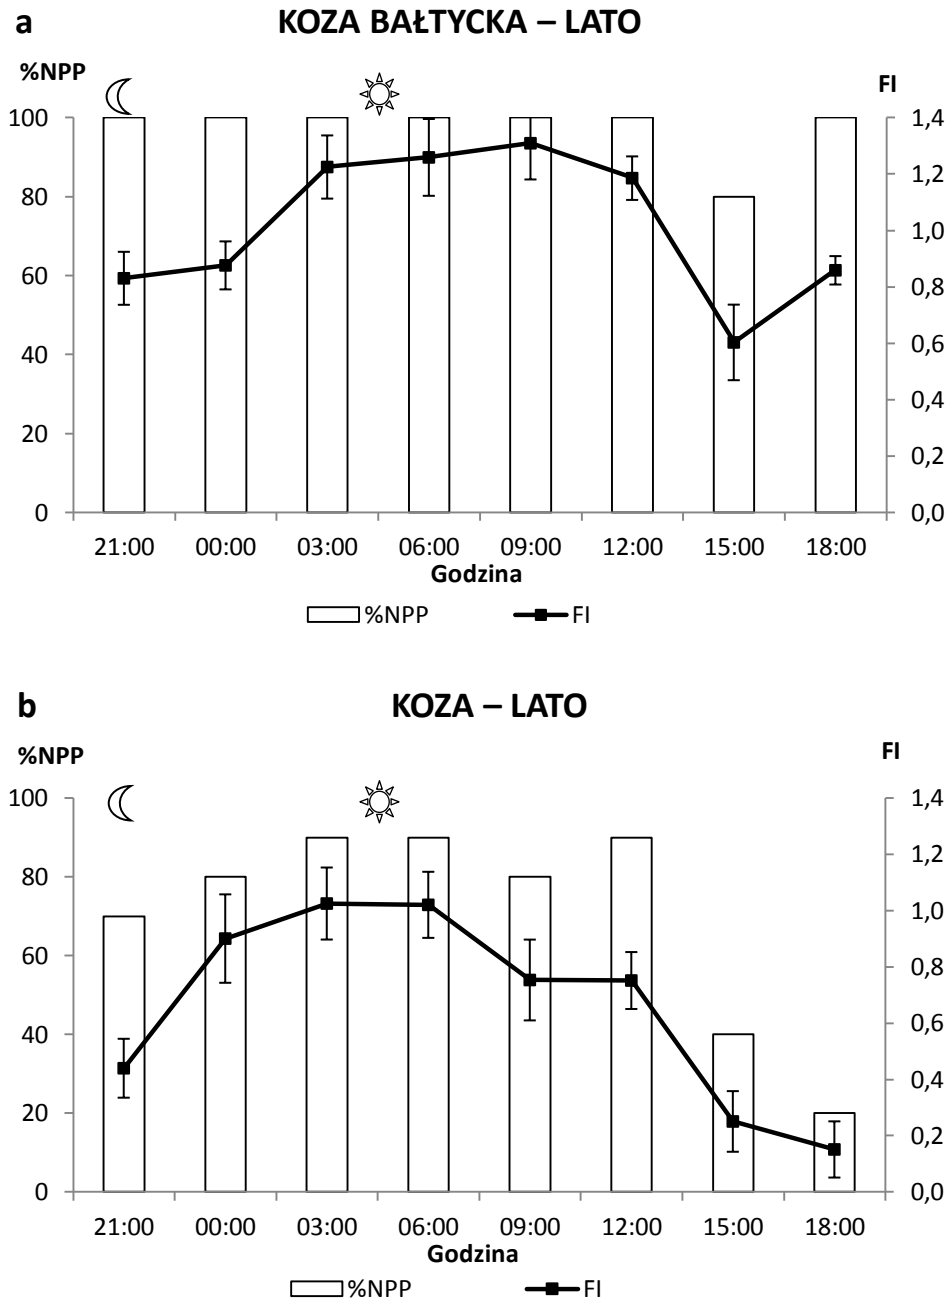 a
KOZA BAŁTYCKA – LATO
%NPP
FI
100
80
60
40
20
0
1,4
1,2
1,0
0,8
0,6
0,4
0,2
0,0
21:00 00:00 03:00 06:00 09:00 12:00 15:00 18:00
Godzina
%NPP FI
b
KOZA – LATO
%NPP
FI
100
80
60
40
20
0
1,4
1,2
1,0
0,8
0,6
0,4
0,2
0,0
21:00 00:00 03:00 06:00 09:00 12:00 15:00 18:00
Godzina
%NPP FI